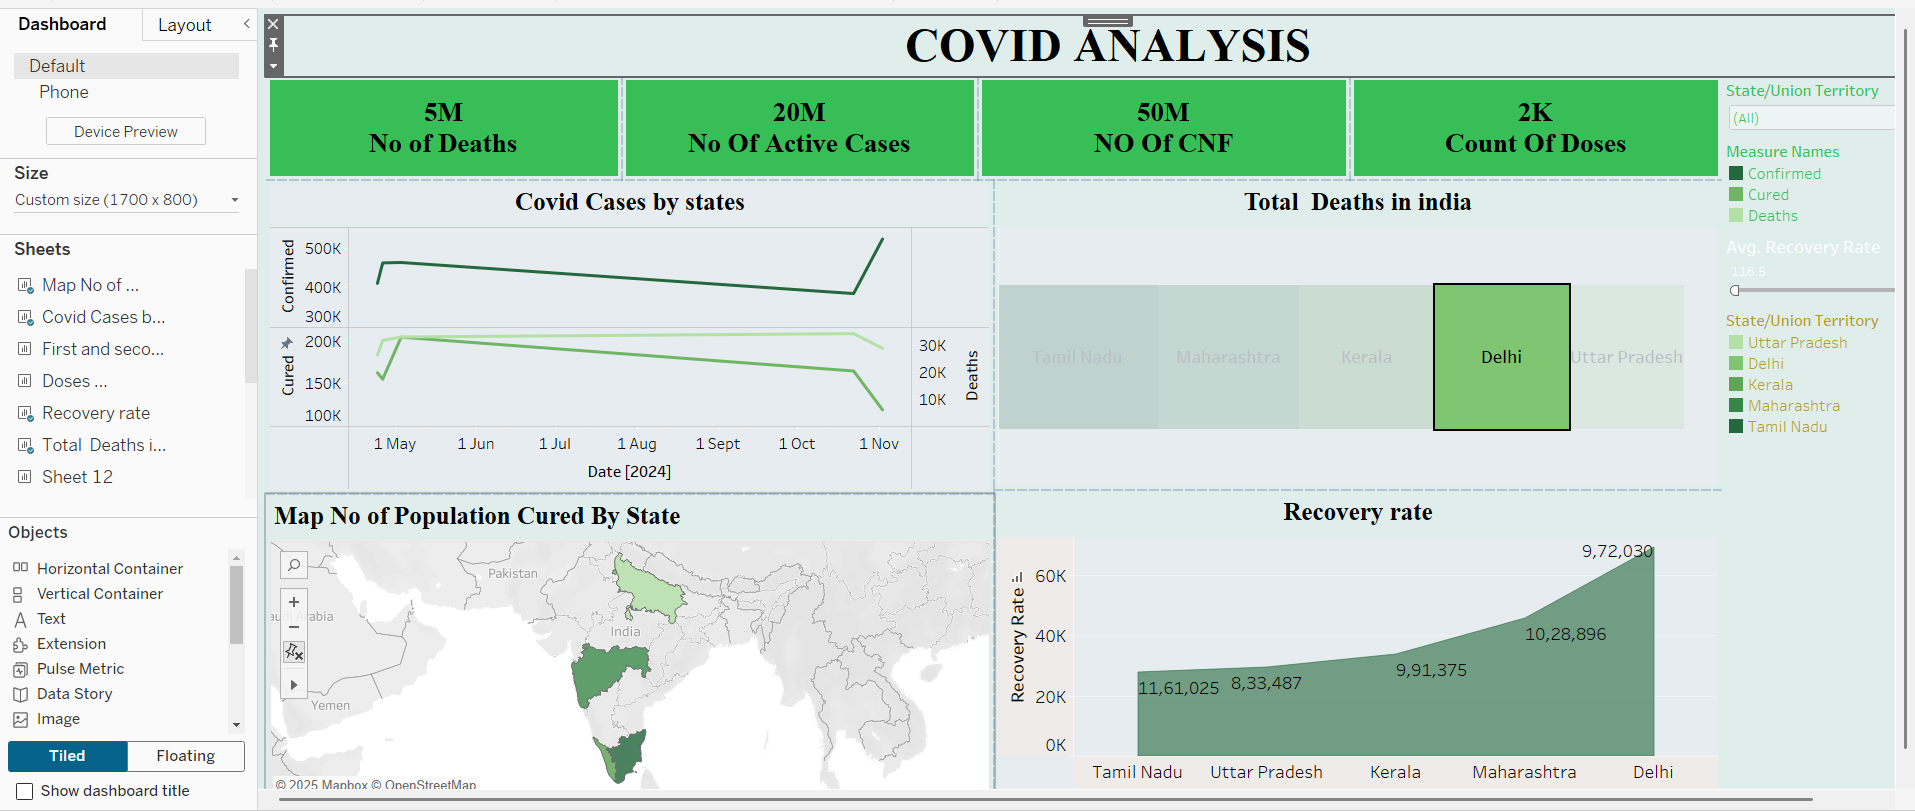 Dashboard
Layout
Default
Phone
Device Preview
Size
Custom size (1700 x 800)
Sheets
Map No of ...
Covid Cases b...
First and seco...
Doses ...
Recovery rate
Total Deaths i...
Sheet 12
Objects
Horizontal Container
Vertical Container
Text
Extension
Pulse Metric
Data Story
Image
Tiled
Floating
Show dashboard title
COVID ANALYSIS
5M
No of Deaths
20M
No Of Active Cases
50M
NO Of CNF
2K
Count Of Doses
Covid Cases by states
Confirmed
500K
400K
300K
Cured
200K
150K
100K
30K
20K
10K
Deaths
1 May
1 Jun
1 Jul
1 Aug
1 Sept
1 Oct
1 Nov
Date [2024]
Total Deaths in india
Tamil Nadu
Maharashtra
Kerala
Delhi
Uttar Pradesh
State/Union Territory
(All)
Measure Names
Confirmed
Cured
Deaths
Avg. Recovery Rate
116.5
State/Union Territory
Uttar Pradesh
Delhi
Kerala
Maharashtra
Tamil Nadu
Map No of Population Cured By State
Pakistan
audi Arabia
India
Yemen
© 2025 Mapbox © OpenStreetMap
Recovery rate
Recovery Rate
60K
40K
20K
0K
11,61,025
8,33,487
9,91,375
10,28,896
9,72,030
Tamil Nadu
Uttar Pradesh
Kerala
Maharashtra
Delhi